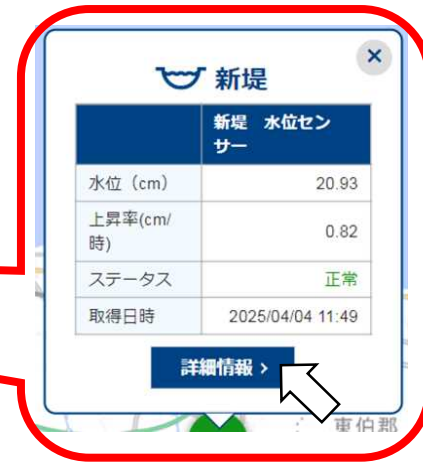 新堤
新堤　水位セン
サー
水位（cm） 20.93
上昇率(cm/
時) 0.82
ステータス 正常
取得日時 2025/04/04 11:49
詳細情報 ›
東伯郡